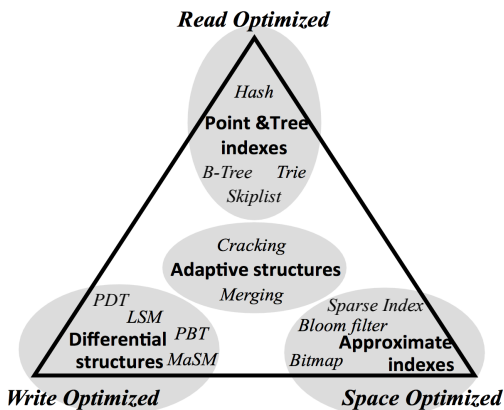 Read Optimized
Hash
Point &Tree
indexes
B-Tree Trie
Skiplist
Cracking
Adaptive structures
Merging
PDT
LSM
PBT
Differential
structures
MaSM
Sparse Index
Bloom filter
Approximate
Bitmap
indexes
Write Optimized
Space Optimized